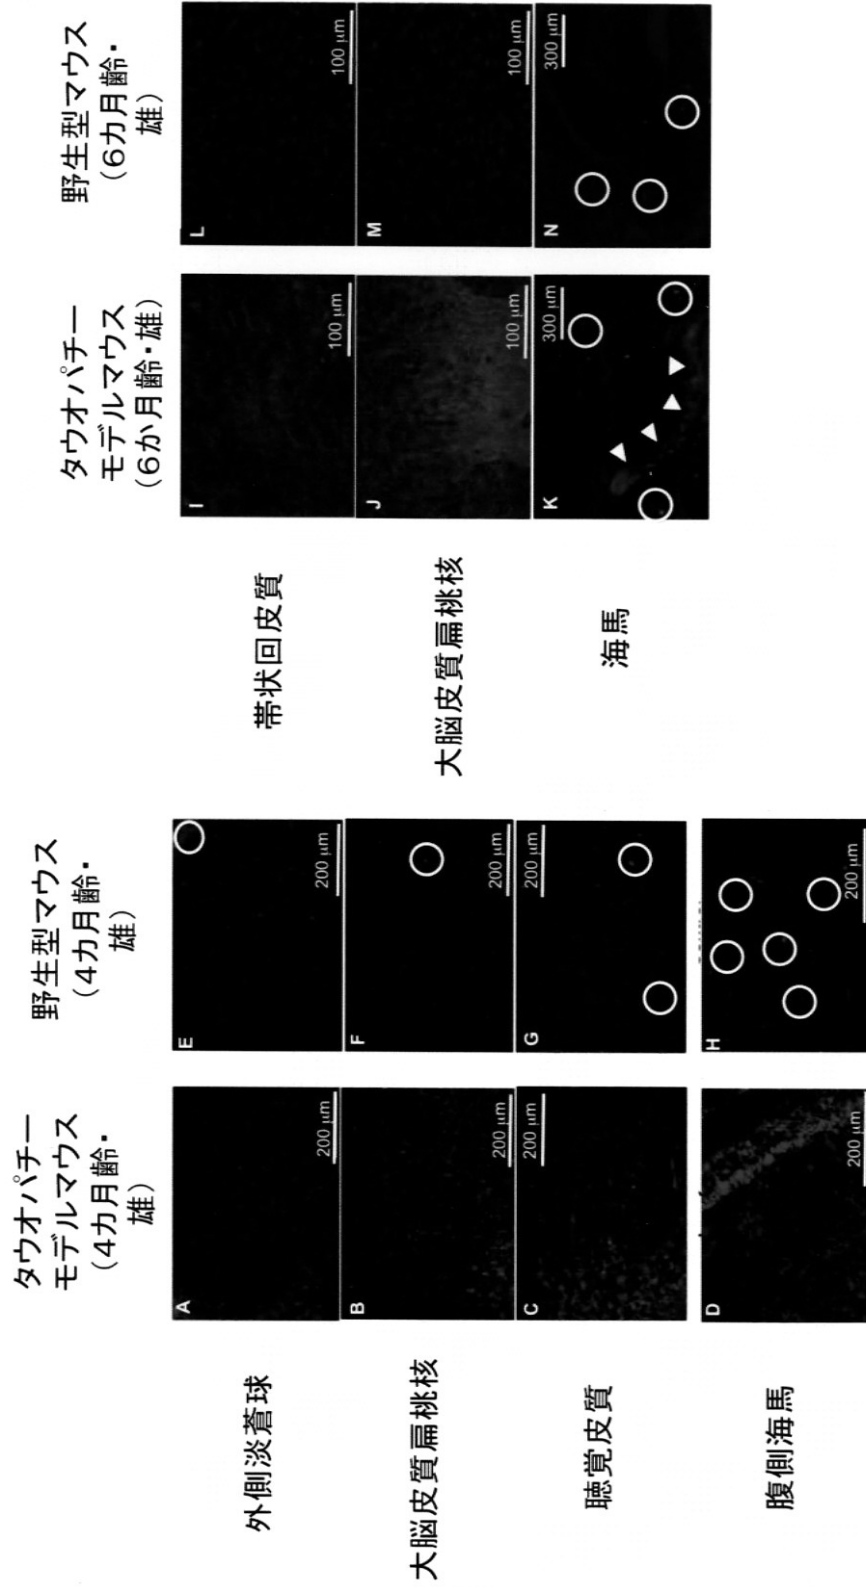 タウオパチー
モデルマウス
（4カ月齢・
雄）
野生型マウス
（4カ月齢・
雄）
外側淡蒼球
A
200 μm
E
200 μm
大脳皮質扁桃核
B
200 μm
F
200 μm
聴覚皮質
C
200 μm
G
200 μm
腹側海馬
D
200 μm
H
200 μm
タウオパチー
モデルマウス
（6か月齢・雄）
野生型マウス
（6カ月齢・
雄）
帯状回皮質
I
100 μm
L
100 μm
大脳皮質扁桃核
J
100 μm
M
100 μm
海馬
K
300 μm
N
300 μm